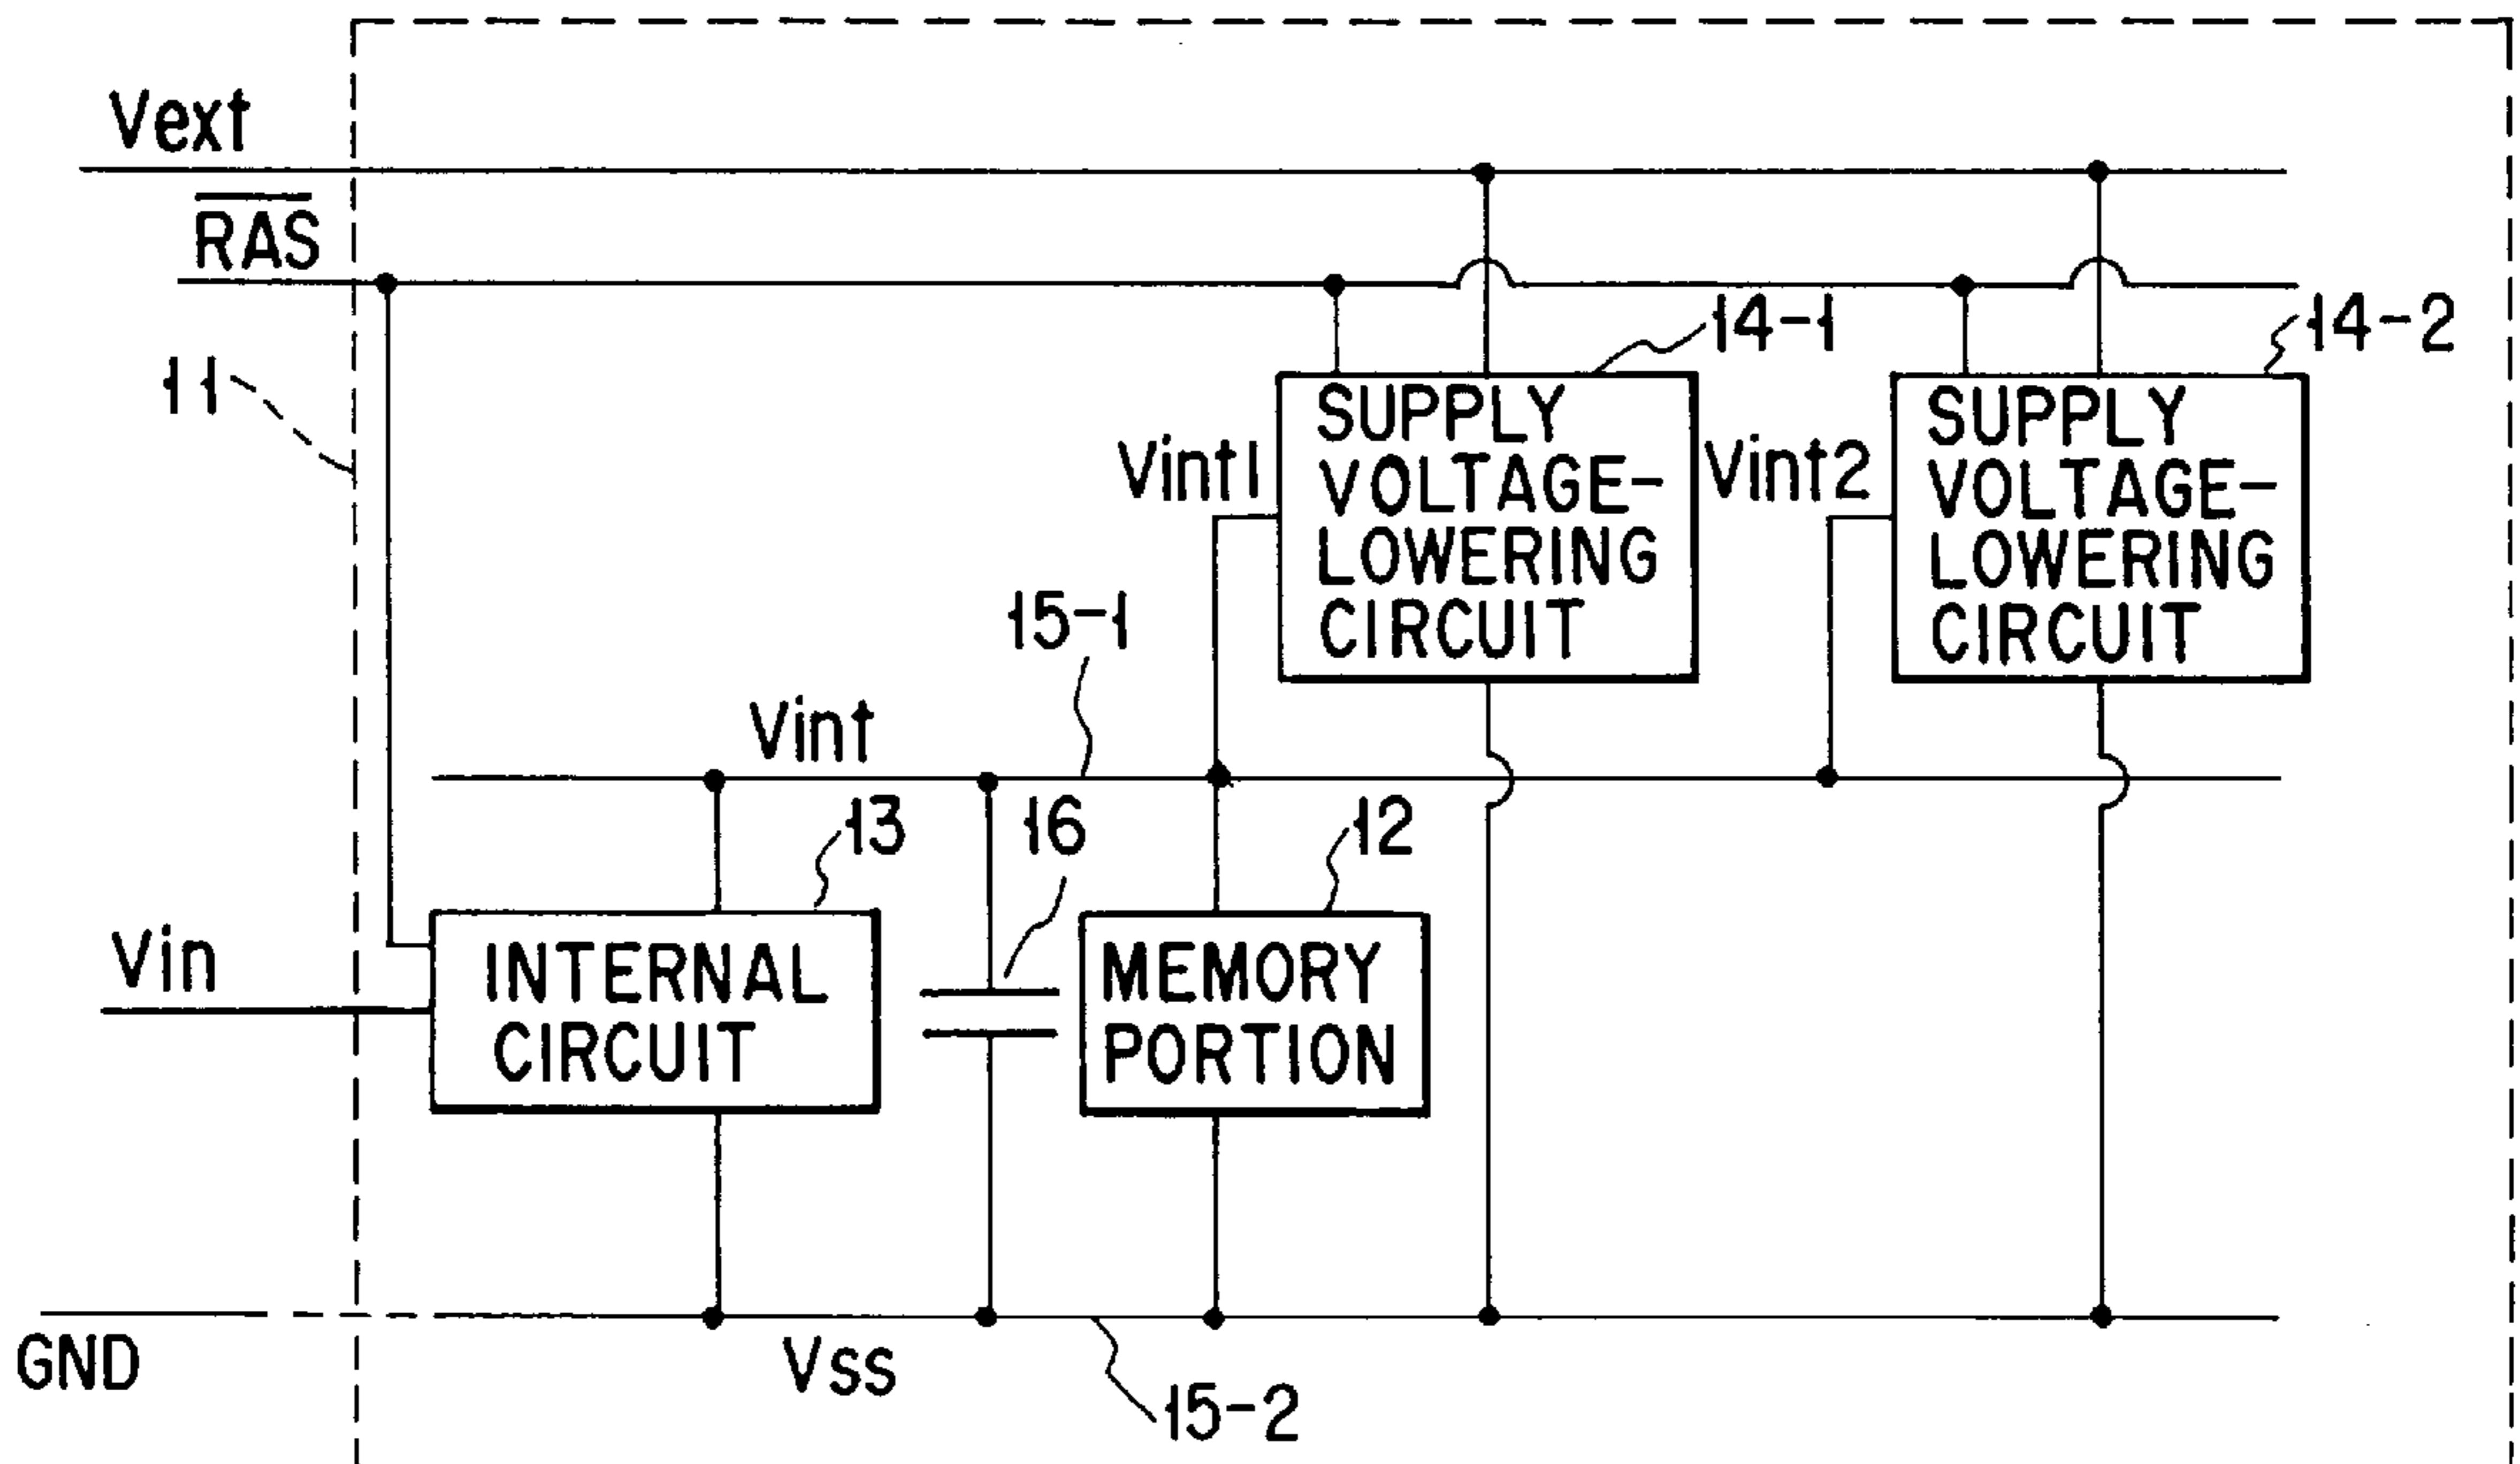 Vext
RAS
14-1
14-2
11
Vint1
SUPPLY
VOLTAGE-
LOWERING
CIRCUIT
Vint2
SUPPLY
VOLTAGE-
LOWERING
CIRCUIT
15-1
Vint
13
16
12
Vin
INTERNAL
CIRCUIT
MEMORY
PORTION
GND
Vss
15-2